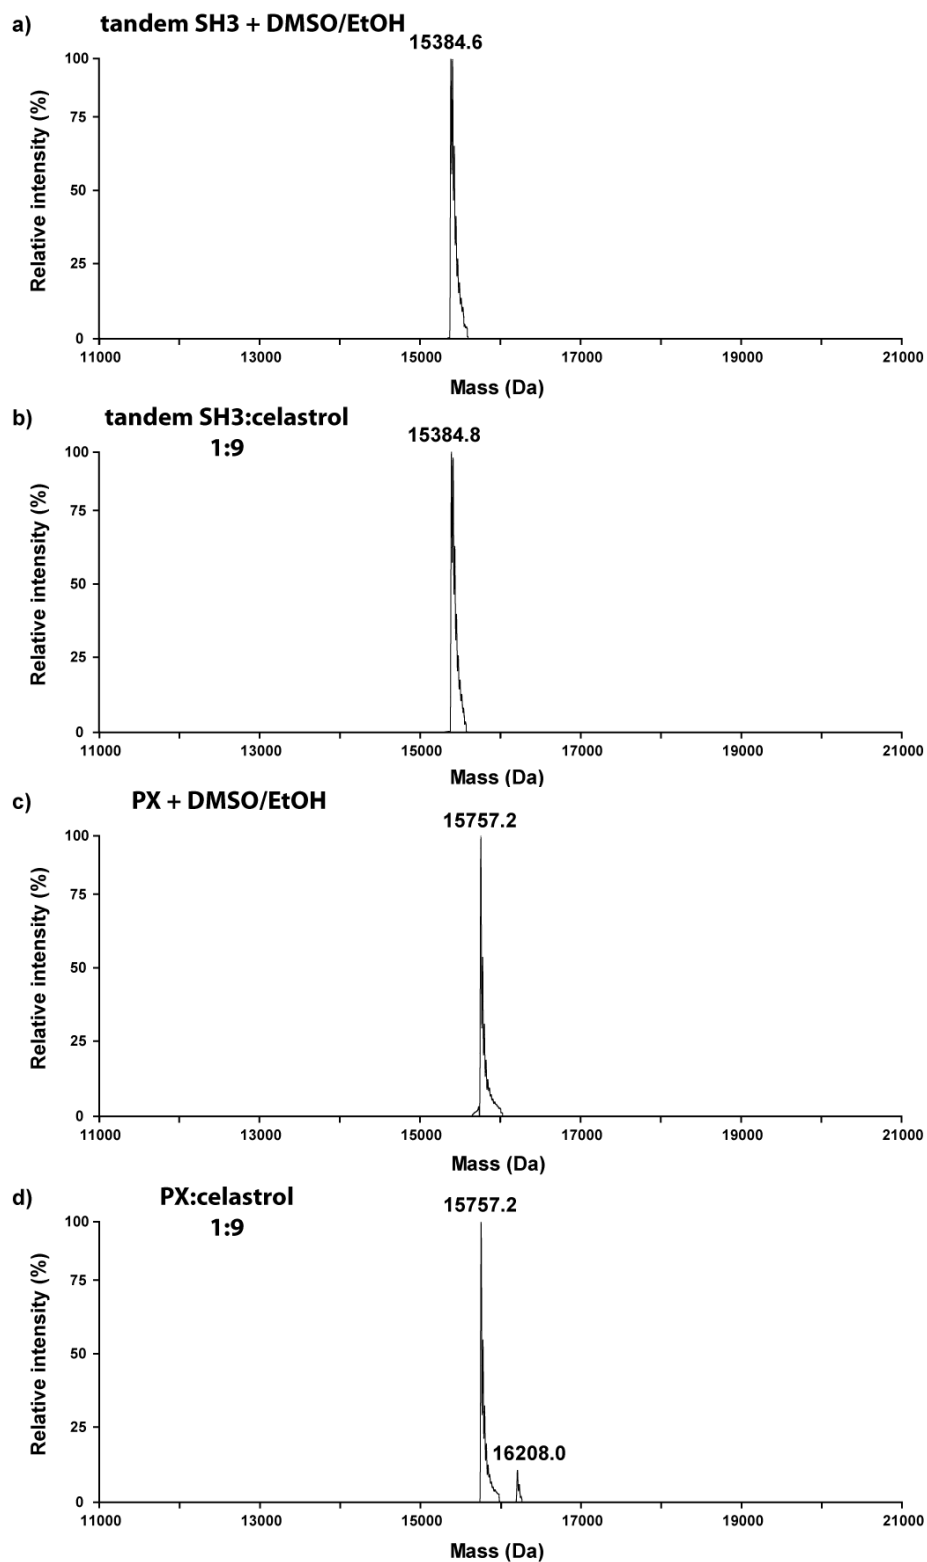 a) tandem SH3 + DMSO/EtOH
15384.6
100
75
50
25
0
Relative intensity (%)
11000 13000 15000 17000 19000 21000
Mass (Da)
b) tandem SH3:celastrol
1:9
15384.8
100
75
50
25
0
Relative intensity (%)
11000 13000 15000 17000 19000 21000
Mass (Da)
c) PX + DMSO/EtOH
15757.2
100
75
50
25
0
Relative intensity (%)
11000 13000 15000 17000 19000 21000
Mass (Da)
d) PX:celastrol
1:9
15757.2
100
75
50
25
0
16208.0
Relative intensity (%)
11000 13000 15000 17000 19000 21000
Mass (Da)